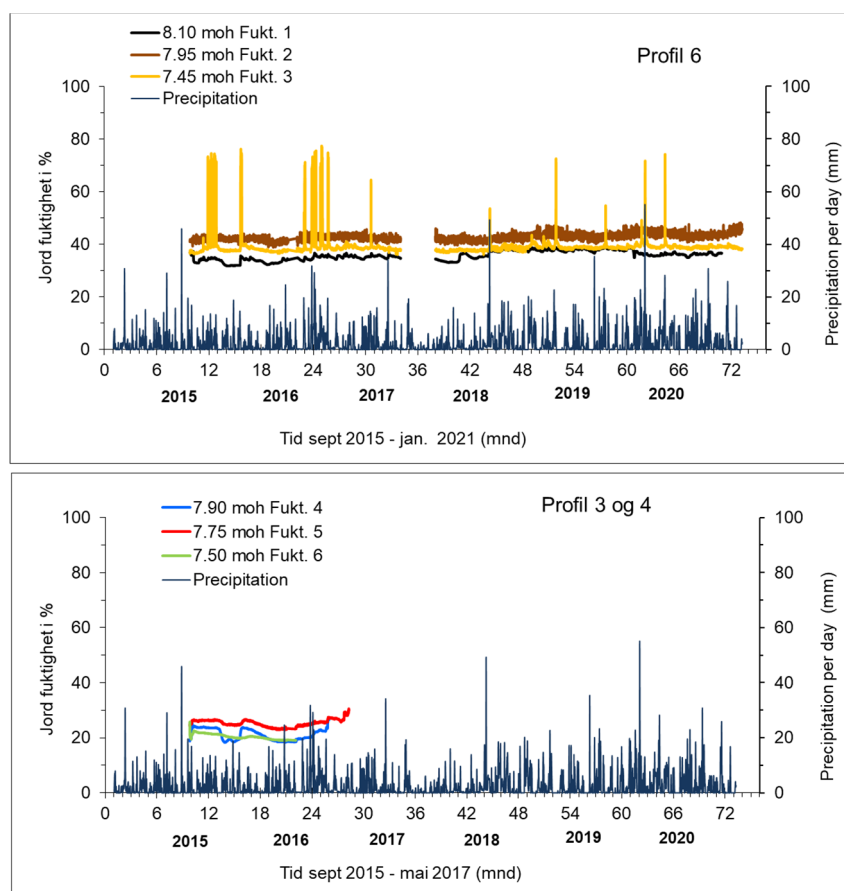 8.10 moh Fukt. 1
7.95 moh Fukt. 2
7.45 moh Fukt. 3
Precipitation
Profil 6
Jord fuktighet i %
100
80
60
40
20
0
Precipitation per day (mm)
100
80
60
40
20
0
0 6 12 18 24 30 36 42 48 54 60 66 72
2015 2016 2017 2018 2019 2020
Tid sept 2015 - jan. 2021 (mnd)
7.90 moh Fukt. 4
7.75 moh Fukt. 5
7.50 moh Fukt. 6
Precipitation
Profil 3 og 4
Jord fuktighet i %
100
80
60
40
20
0
Precipitation per day (mm)
100
80
60
40
20
0
0 6 12 18 24 30 36 42 48 54 60 66 72
2015 2016 2017 2018 2019 2020
Tid sept 2015 - mai 2017 (mnd)